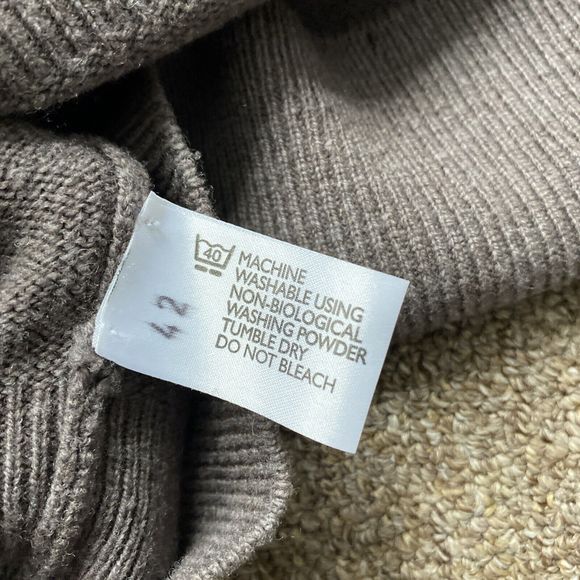 40
MACHINE
WASHABLE USING
NON-BIOLOGICAL
WASHING POWDER
TUMBLE DRY
DO NOT BLEACH
42